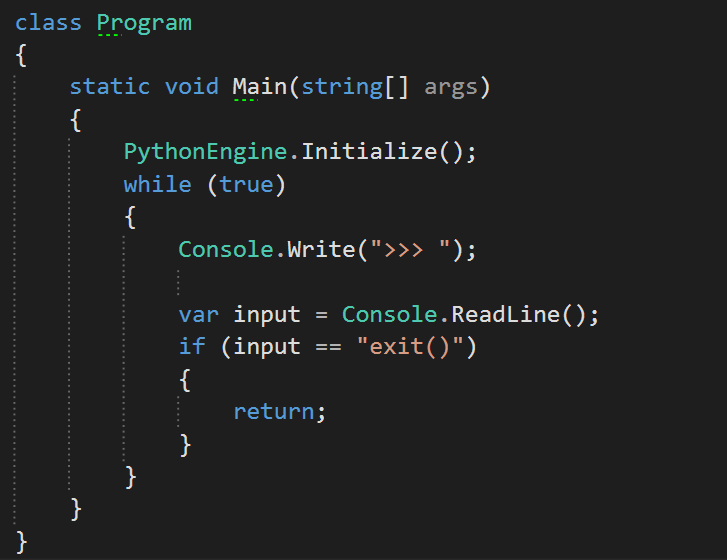 class Program
{
    static void Main(string[] args)
    {
        PythonEngine.Initialize();
        while (true)
        {
            Console.Write(">>> ");

            var input = Console.ReadLine();
            if (input == "exit()")
            {
                return;
            }
        }
    }
}